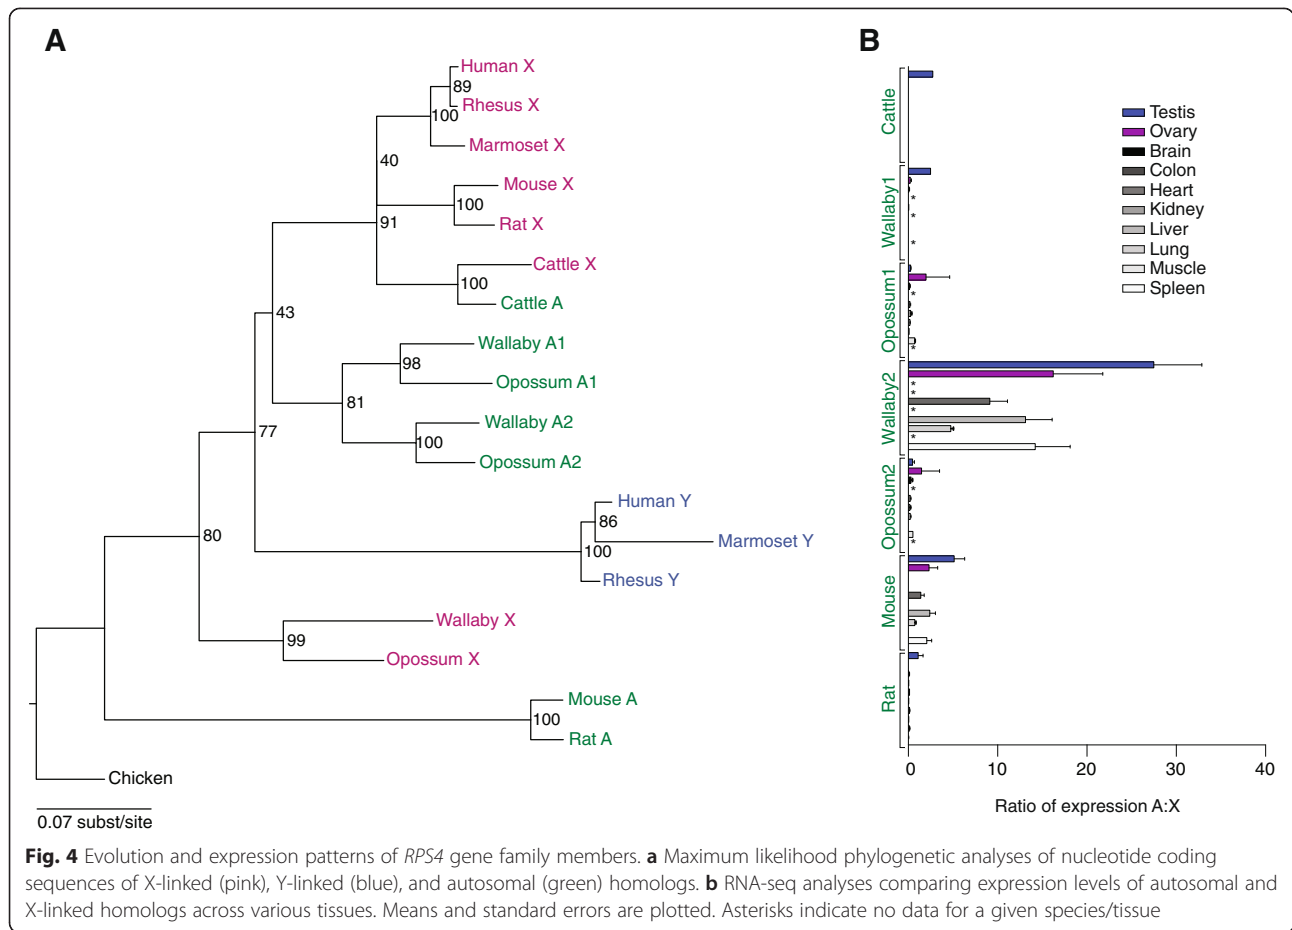 A
Human X
89
Rhesus X
100
Marmoset X
40
Mouse X
100
Rat X
91
Cattle X
100
Cattle A
43
Wallaby A1
98
Opossum A1
81
Wallaby A2
100
Opossum A2
77
Human Y
86
Marmoset Y
100
Rhesus Y
80
Wallaby X
99
Opossum X
Mouse A
100
Rat A
Chicken
0.07 subst/site
B
Cattle
Wallaby1
*
*
*
Opossum1
*
*
Wallaby2
*
*
*
*
Opossum2
*
*
Mouse
Rat
Testis
Ovary
Brain
Colon
Heart
Kidney
Liver
Lung
Muscle
Spleen
0 10 20 30 40
Ratio of expression A:X
Fig. 4 Evolution and expression patterns of RPS4 gene family members. a Maximum likelihood phylogenetic analyses of nucleotide coding
sequences of X-linked (pink), Y-linked (blue), and autosomal (green) homologs. b RNA-seq analyses comparing expression levels of autosomal and
X-linked homologs across various tissues. Means and standard errors are plotted. Asterisks indicate no data for a given species/tissue